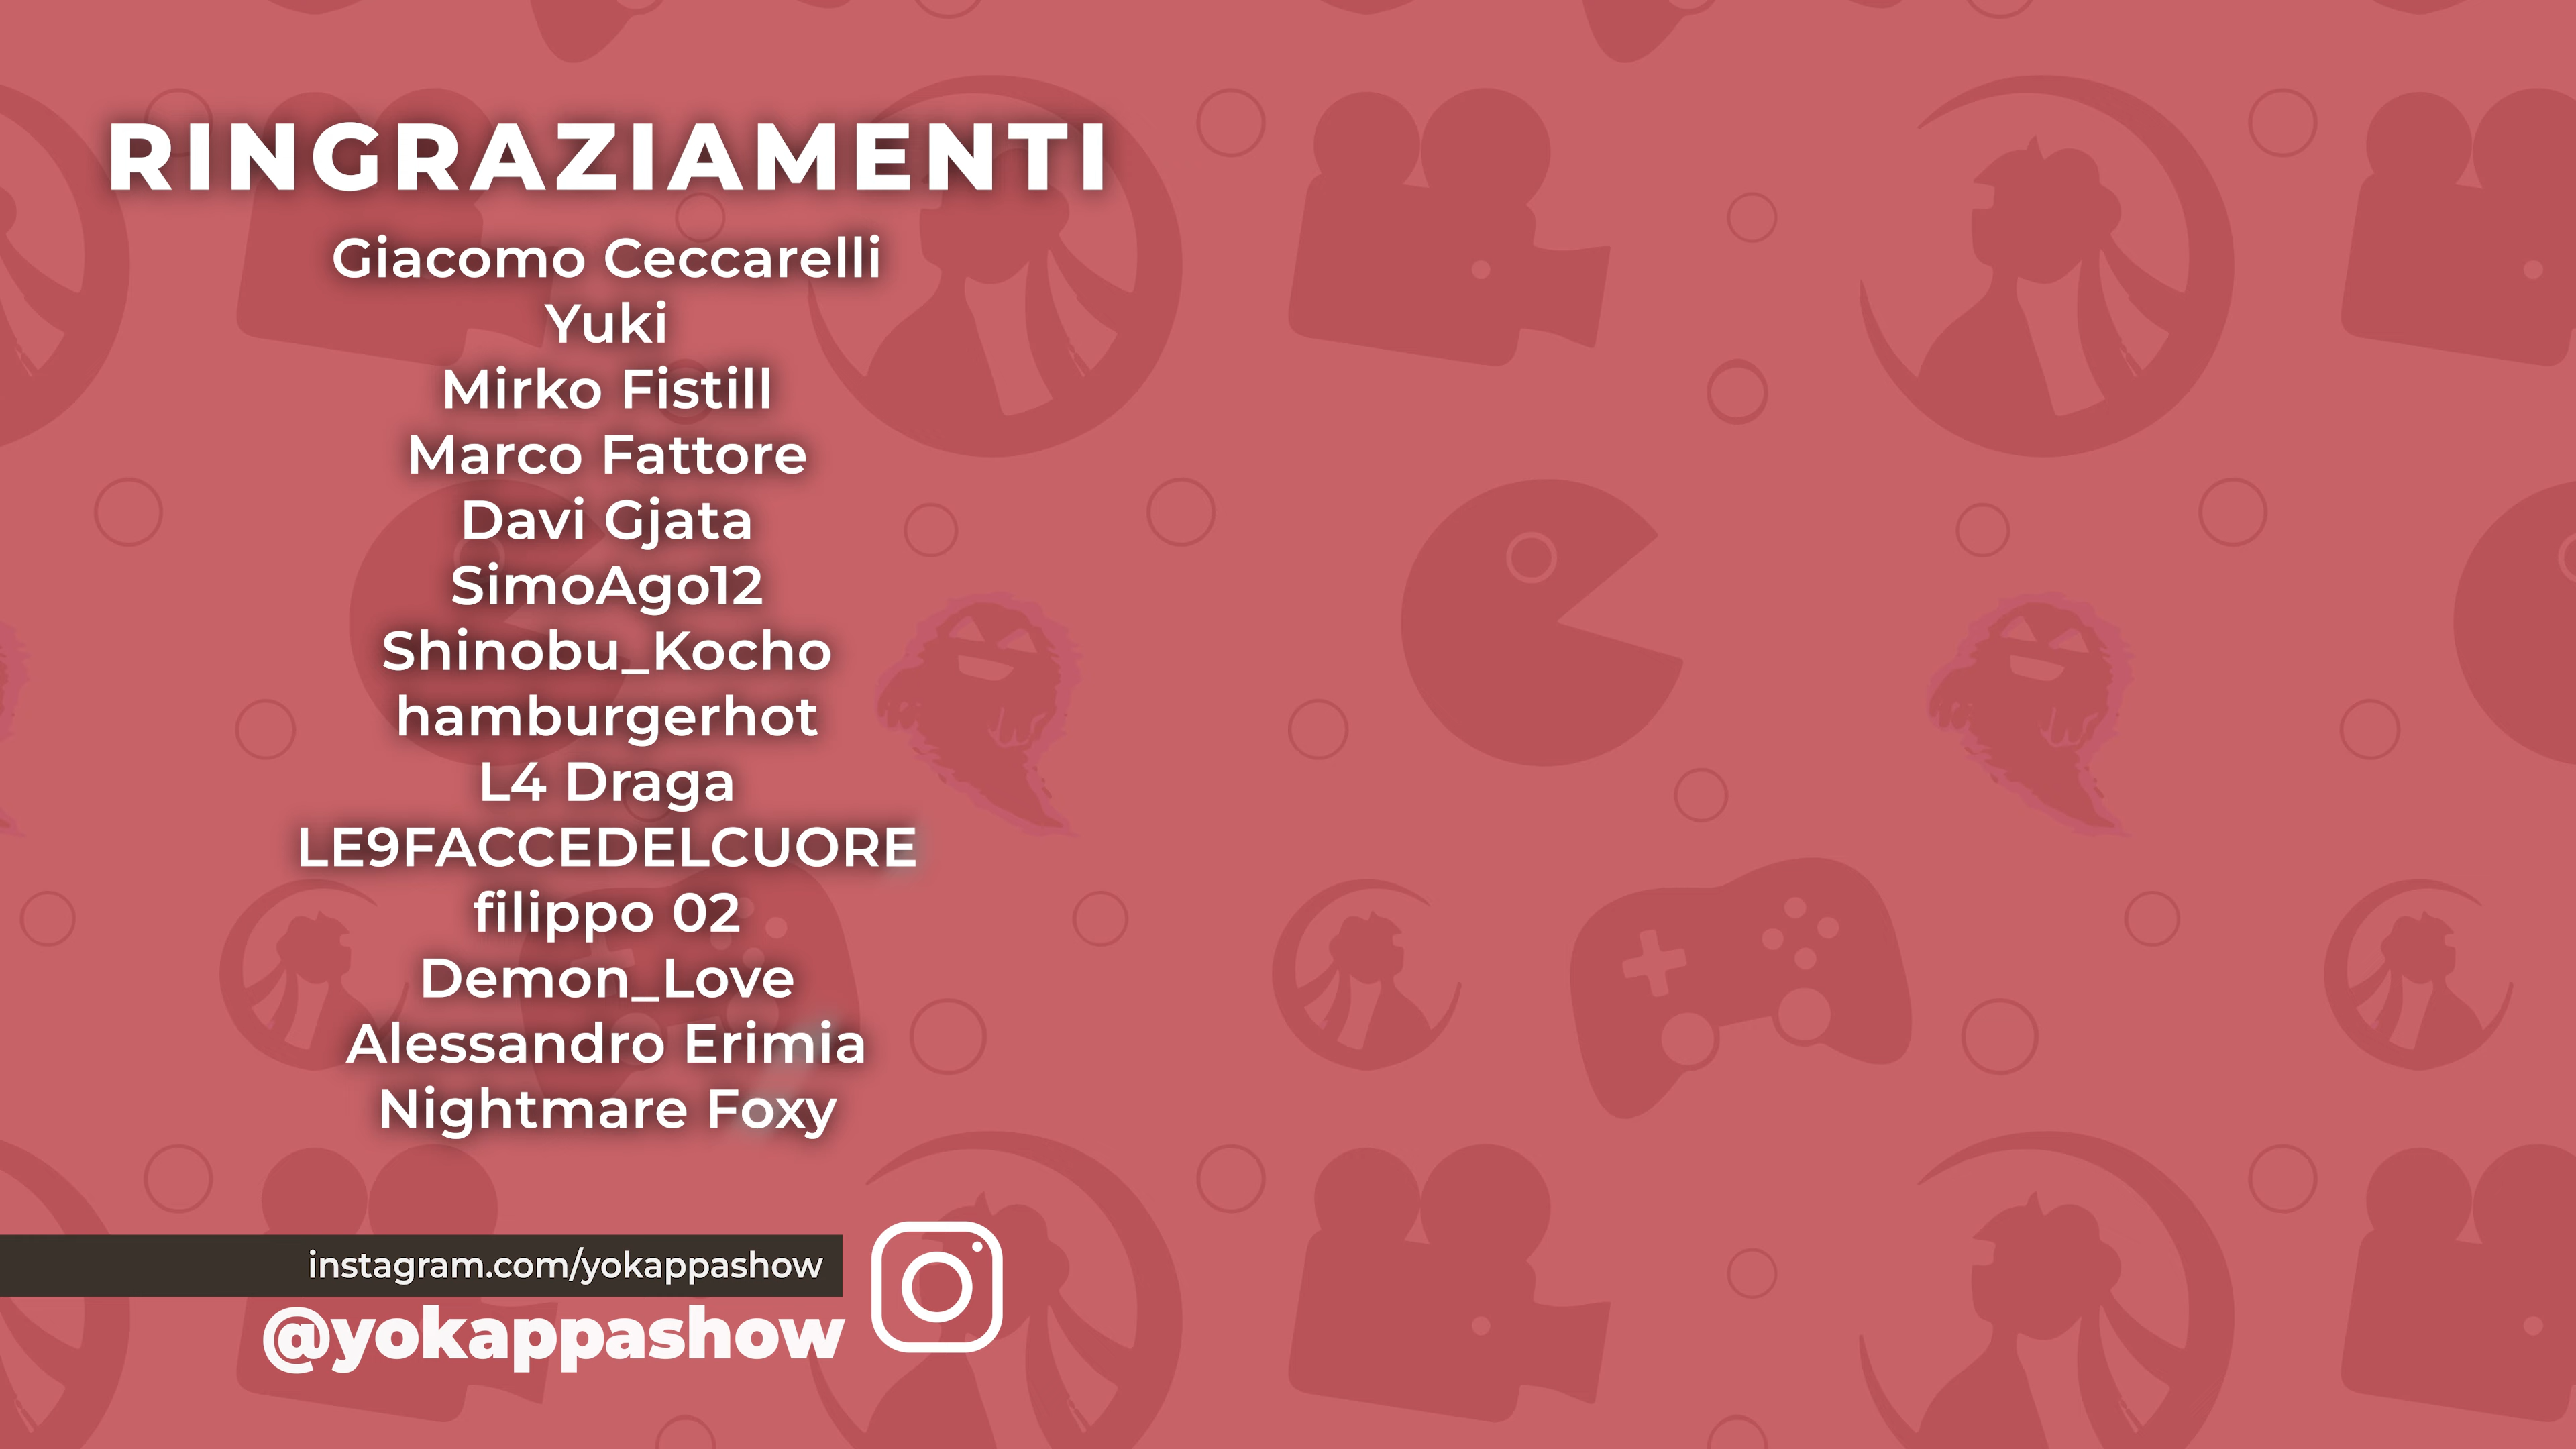 RINGRAZIAMENTI
Giacomo Ceccarelli
Yuki
Mirko Fistill
Marco Fattore
Davi Gjata
SimoAgo12
Shinobu_Kocho
hamburgerhot
L4 Draga
LE9FACCEDELCUORE
filippo 02
Demon_Love
Alessandro Erimia
Nightmare Foxy
instagram.com/yokappashow
@yokappashow